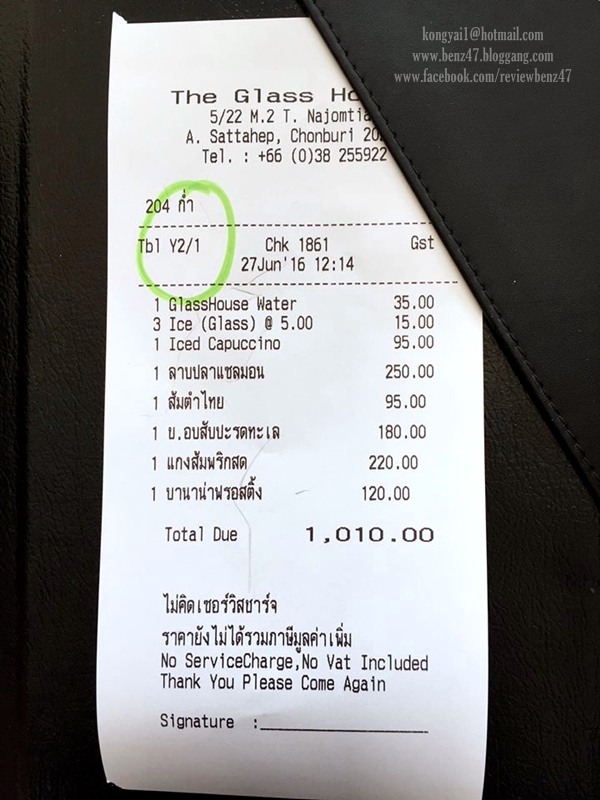 kongyai1@hotmail.com
www.benz47.bloggang.com
www.facebook.com/reviewbenz47
The Glass
5/22 M.2 T.
A. Sattahep, Chonburi
Tel. : +66 (0)38 255922
204 ก่ำ
Tbl Y2/1 Chk 1861 Gst
27Jun'16 12:14
1 GlassHouse Water 35.00
3 Ice (Glass) @ 5.00 15.00
1 Iced Capuccino 95.00
1 ลาบปลาแซลมอน 250.00
1 ส้มตำไทย 95.00
1 ข.อบสับปะรดทะเล 180.00
1 แกงส้มพริกสด 220.00
1 บานาน่าฟรอสติ้ง 120.00
Total Due 1,010.00
ไม่คิดเซอร์วิสชาร์จ
ราคายังไม่ได้รวมภาษีมูลค่าเพิ่ม
No ServiceCharge,No Vat Included
Thank You Please Come Again
Signature :